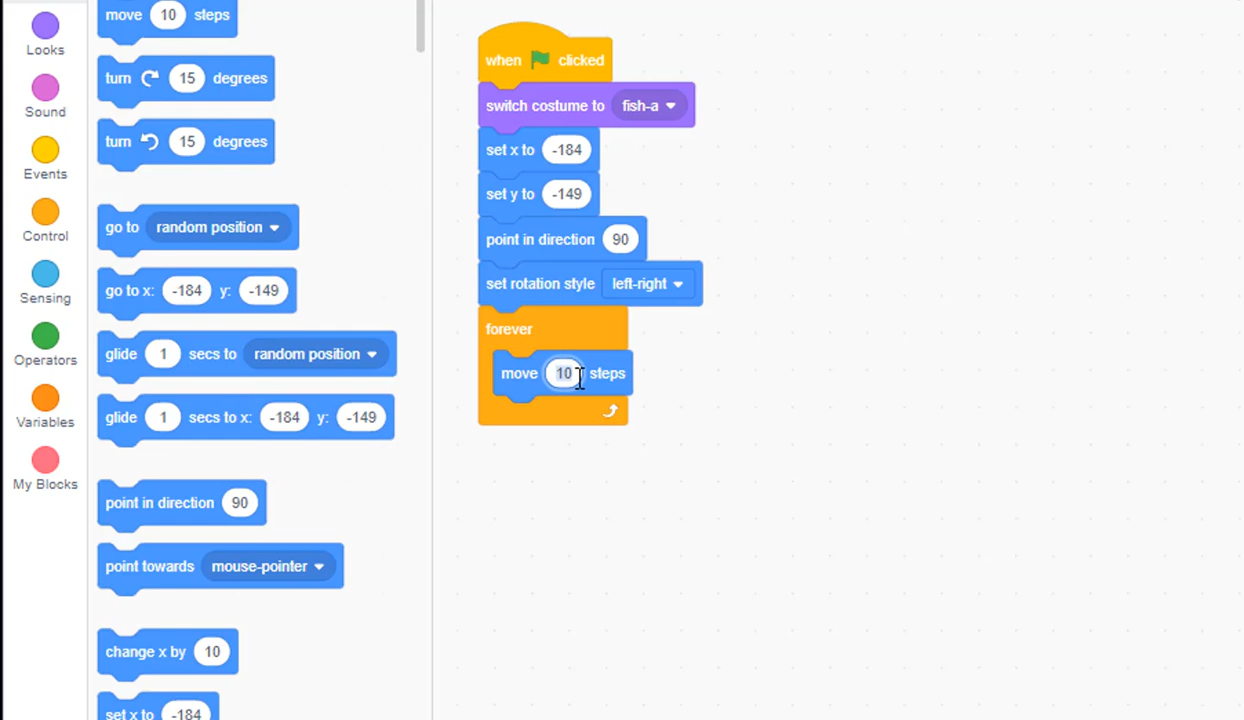 Looks
Sound
Events
Control
Sensing
Operators
Variables
My Blocks
move 10 steps
turn 15 degrees
turn 15 degrees
go to random position
go to x: -184 y: -149
glide 1 secs to random position
glide 1 secs to x: -184 y: -149
point in direction 90
point towards mouse-pointer
change x by 10
set x to -184
when clicked
switch costume to fish-a
set x to -184
set y to -149
point in direction 90
set rotation style left-right
forever
move 10 steps